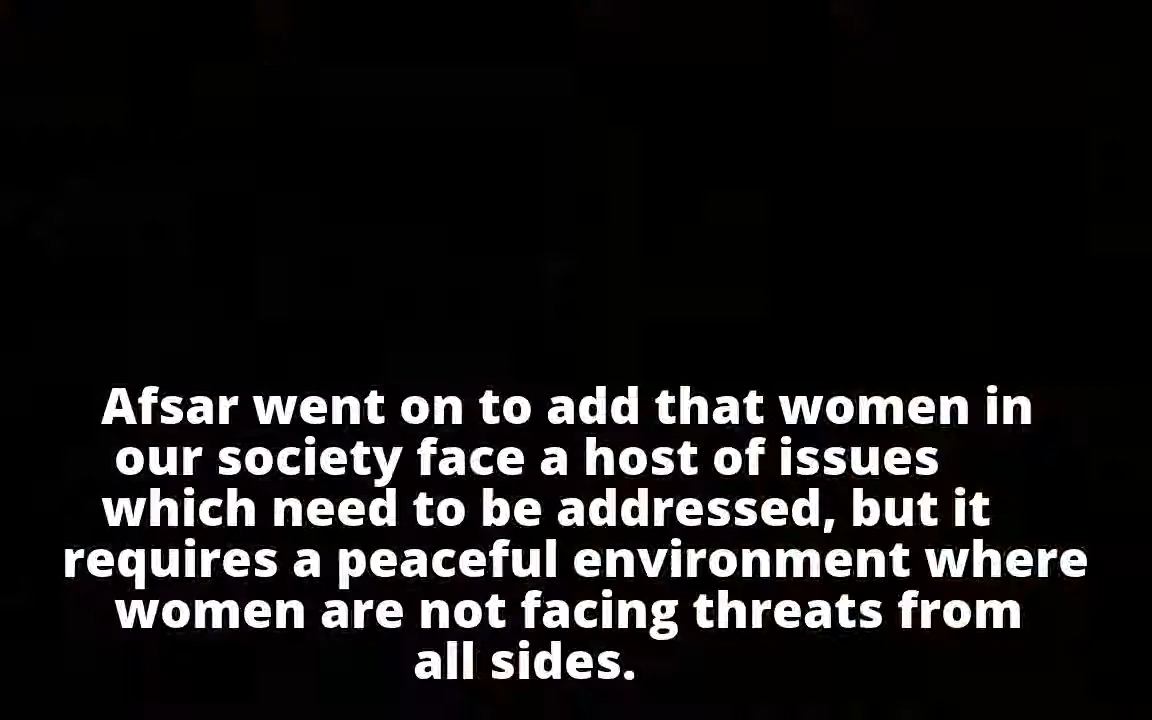 Afsar went on to add that women in
our society face a host of issues
which need to be addressed, but it
requires a peaceful environment where
women are not facing threats from
all sides.